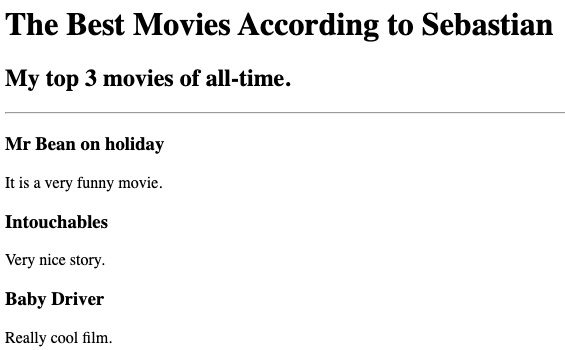 The Best Movies According to Sebastian
My top 3 movies of all-time.
Mr Bean on holiday
It is a very funny movie.
Intouchables
Very nice story.
Baby Driver
Really cool film.